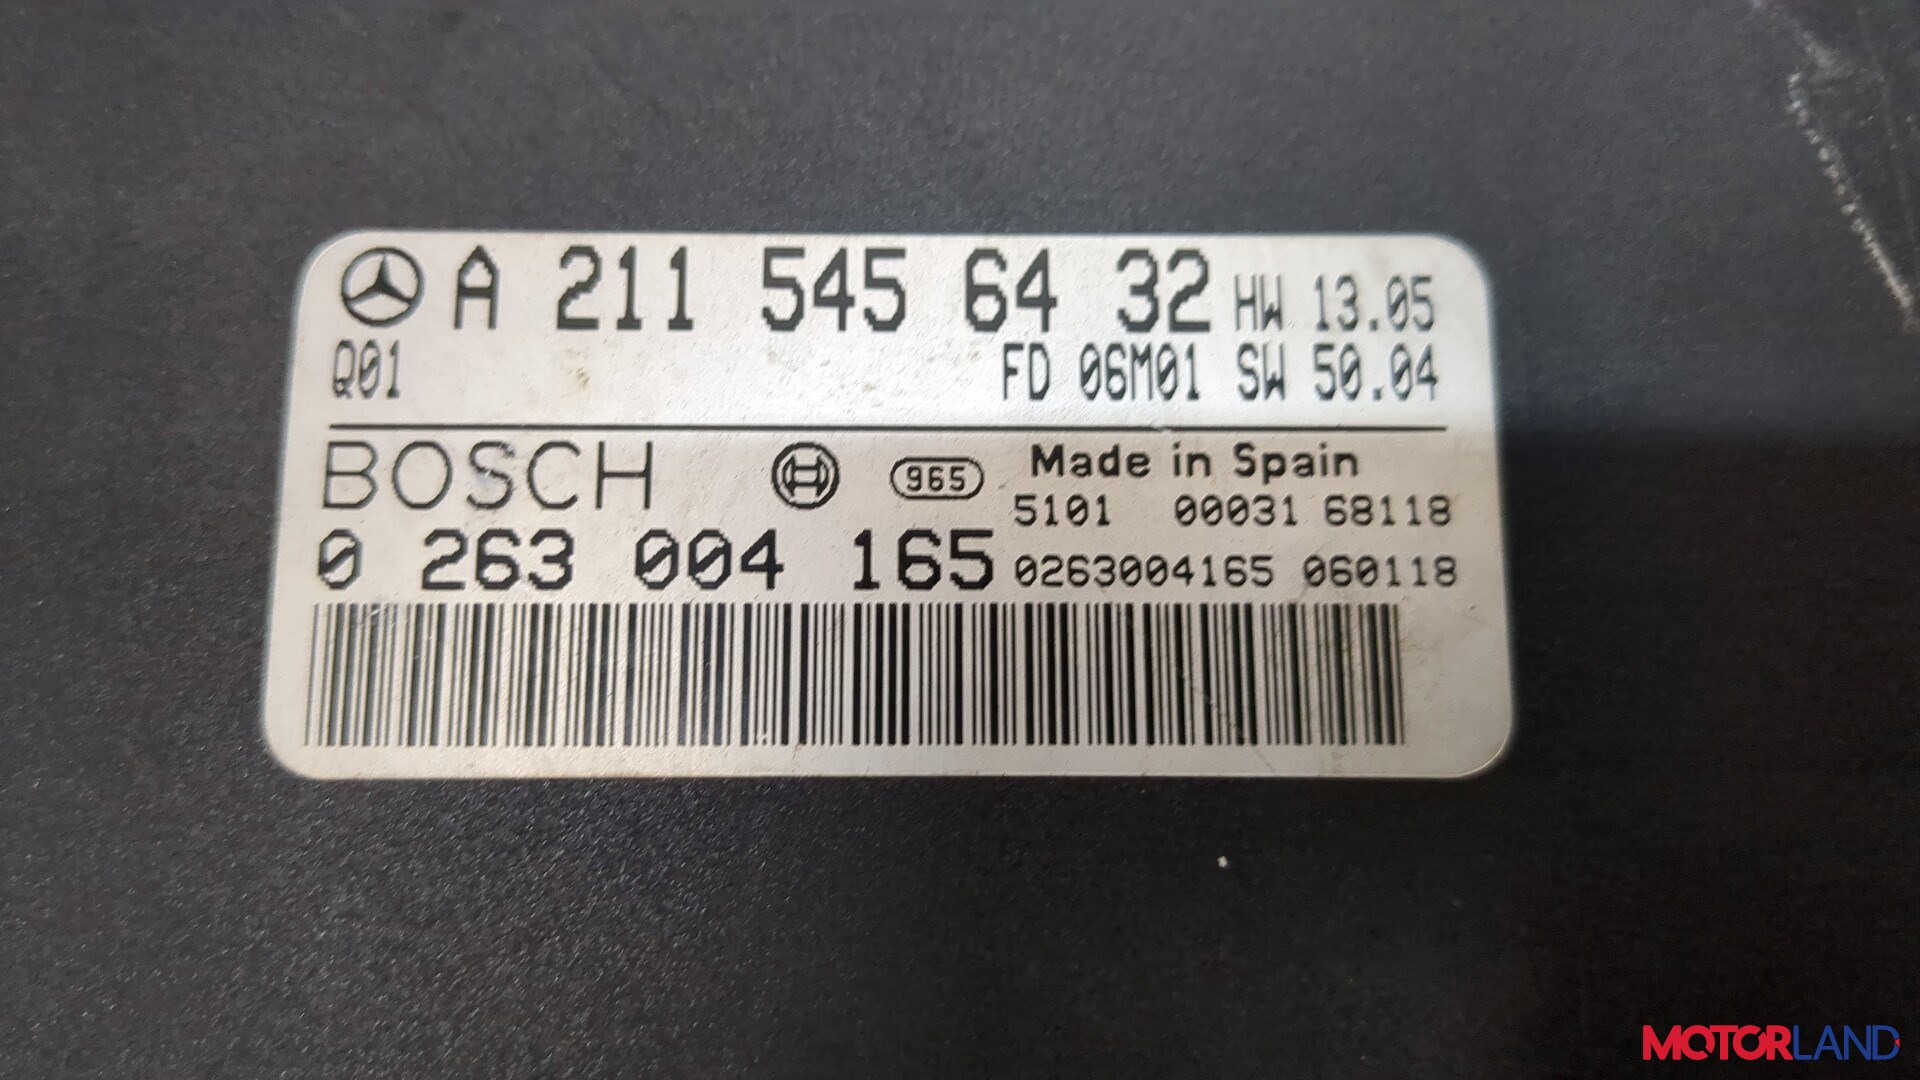 A 211 545 64 32 HW 13.05
Q01 FD 06M01 SW 50.04
BOSCH 965 Made in Spain
5101 00031 68118
0 263 004 165 0263004165 060118
MOTORLAND